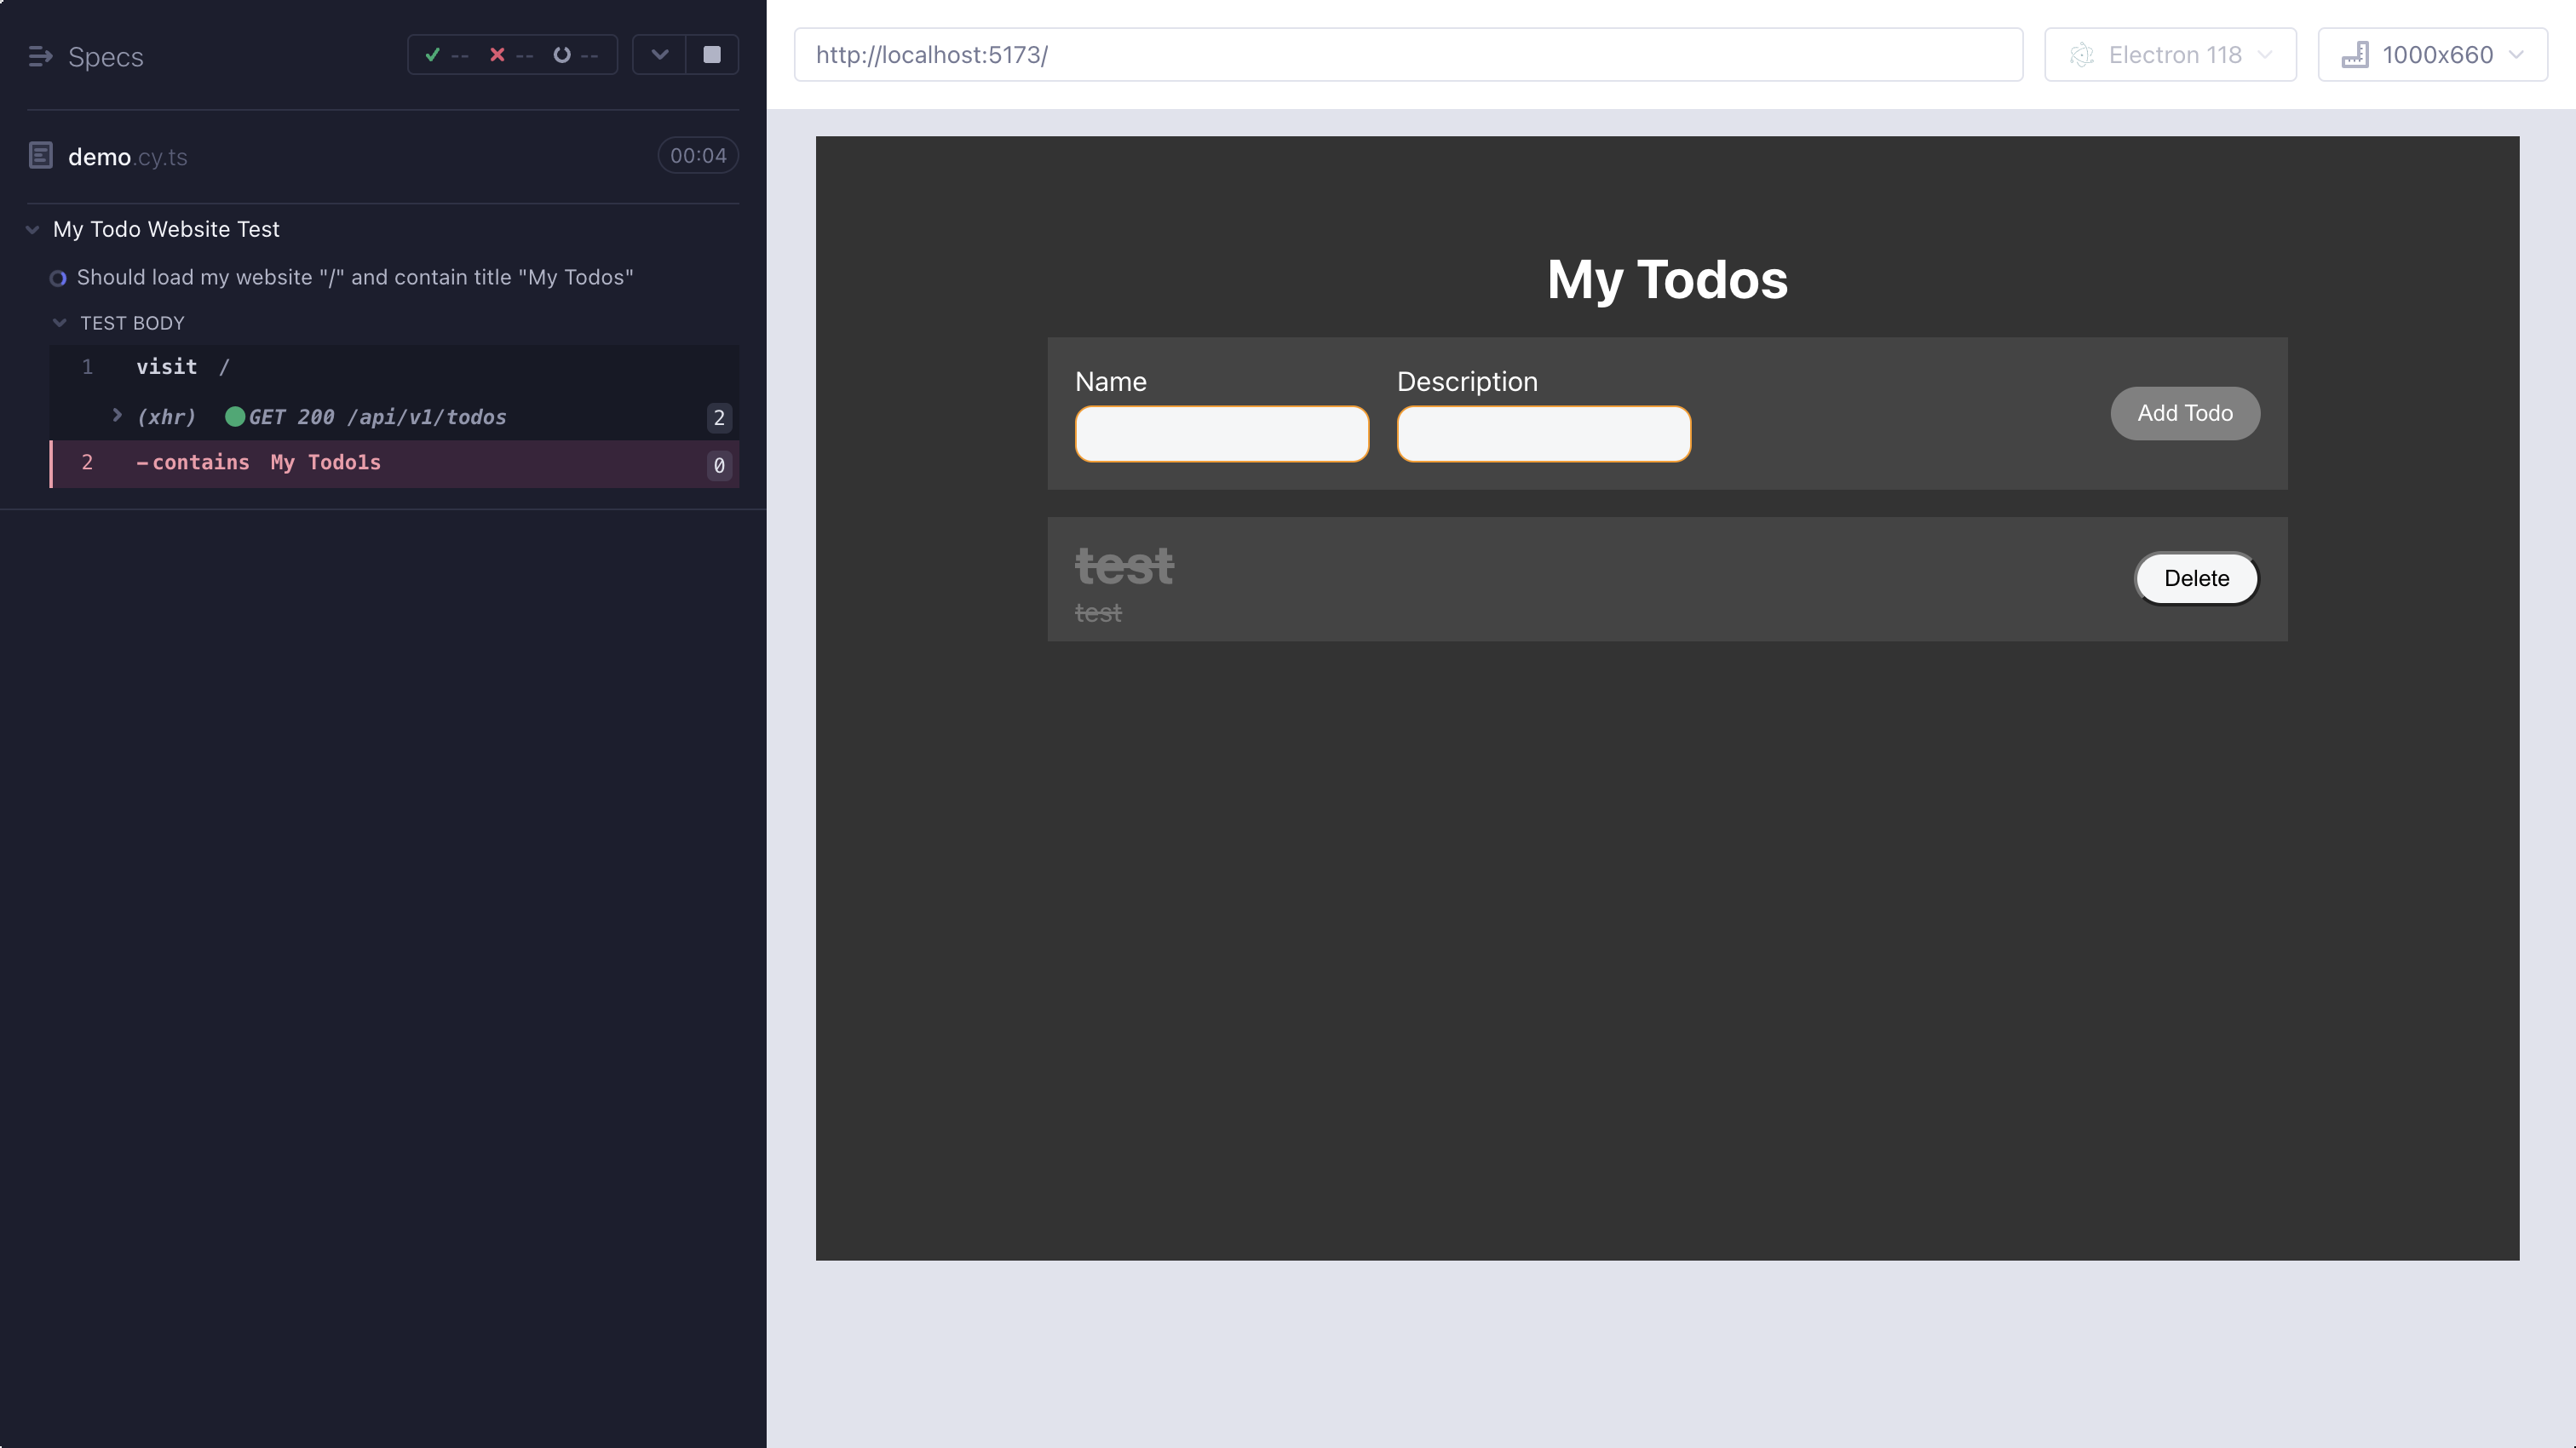 Specs
-- -- --
demo.cy.ts
00:04
My Todo Website Test
Should load my website "/" and contain title "My Todos"
TEST BODY
1 visit /
(xhr) GET 200 /api/v1/todos 2
2 -contains My Todo1s 0
http://localhost:5173/
Electron 118
1000x660
My Todos
Name Description
Add Todo
test
test
Delete